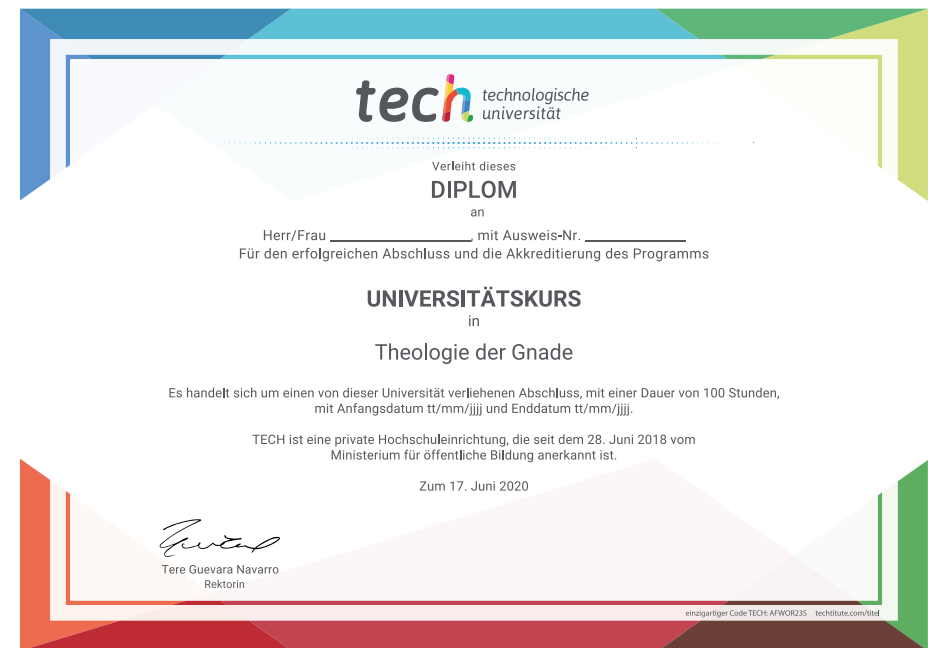 tech technologische
universität
Verleiht dieses
DIPLOM
an
Herr/Frau ____________________, mit Ausweis-Nr. ______________
Für den erfolgreichen Abschluss und die Akkreditierung des Programms
UNIVERSITÄTSKURS
in
Theologie der Gnade
Es handelt sich um einen von dieser Universität verliehenen Abschluss, mit einer Dauer von 100 Stunden,
mit Anfangsdatum tt/mm/jjjj und Enddatum tt/mm/jjjj.
TECH ist eine private Hochschuleinrichtung, die seit dem 28. Juni 2018 vom
Ministerium für öffentliche Bildung anerkannt ist.
Zum 17. Juni 2020
Tere Guevara Navarro
Rektorin
einzigartiger Code TECH: AFWOR23S techtitute.com/titel